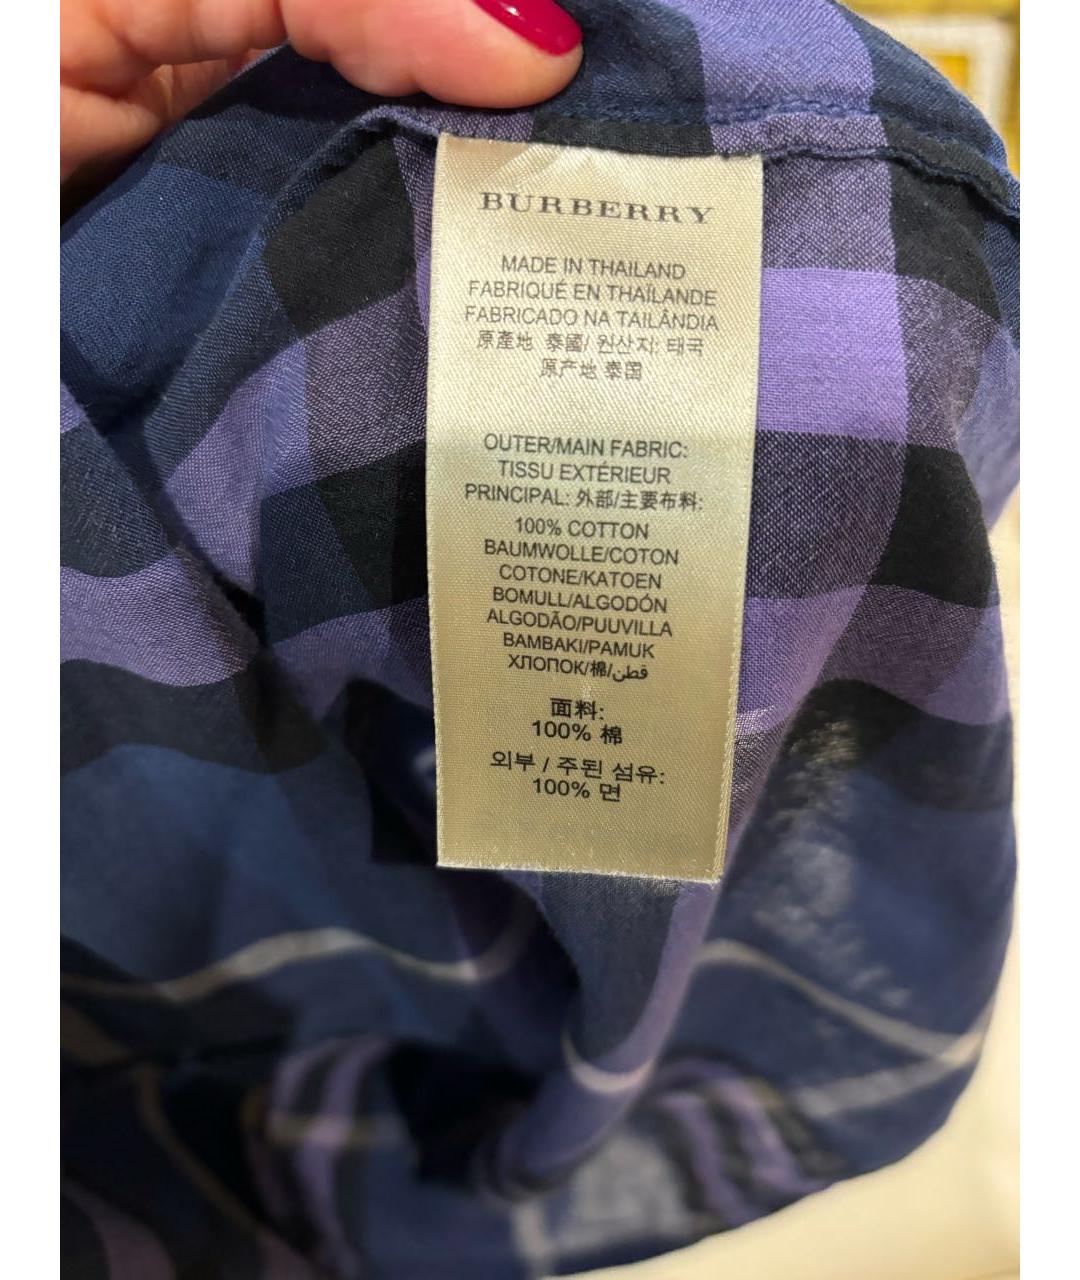 BURBERRY
MADE IN THAILAND
FABRIQUÉ EN THAÏLANDE
FABRICADO NA TAILÂNDIA
原產地 泰國/ 원산지: 태국
原产地 泰国
OUTER/MAIN FABRIC:
TISSU EXTÉRIEUR
PRINCIPAL: 外部/主要布料:
100% COTTON
BAUMWOLLE/COTON
COTONE/KATOEN
BOMULL/ALGODÓN
ALGODÃO/PUUVILLA
BAMBAKI/PAMUK
ХЛОПОК/棉/قطن
面料:
100% 棉
외부 / 주된 섬유:
100% 면